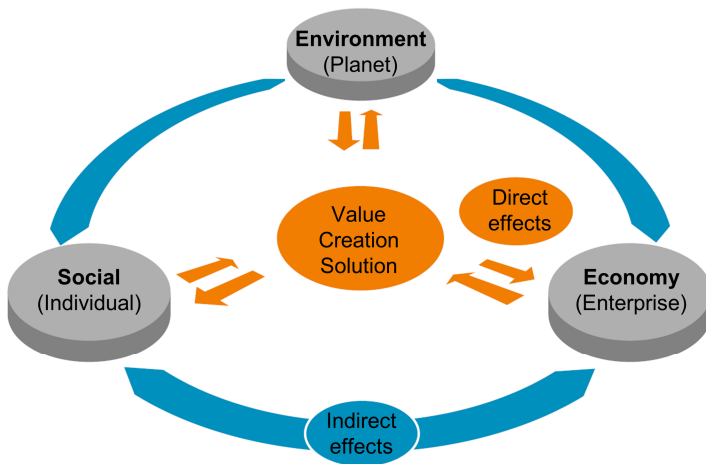 Environment
(Planet)
Direct
effects
Value
Creation
Solution
Social
(Individual)
Economy
(Enterprise)
Indirect
effects